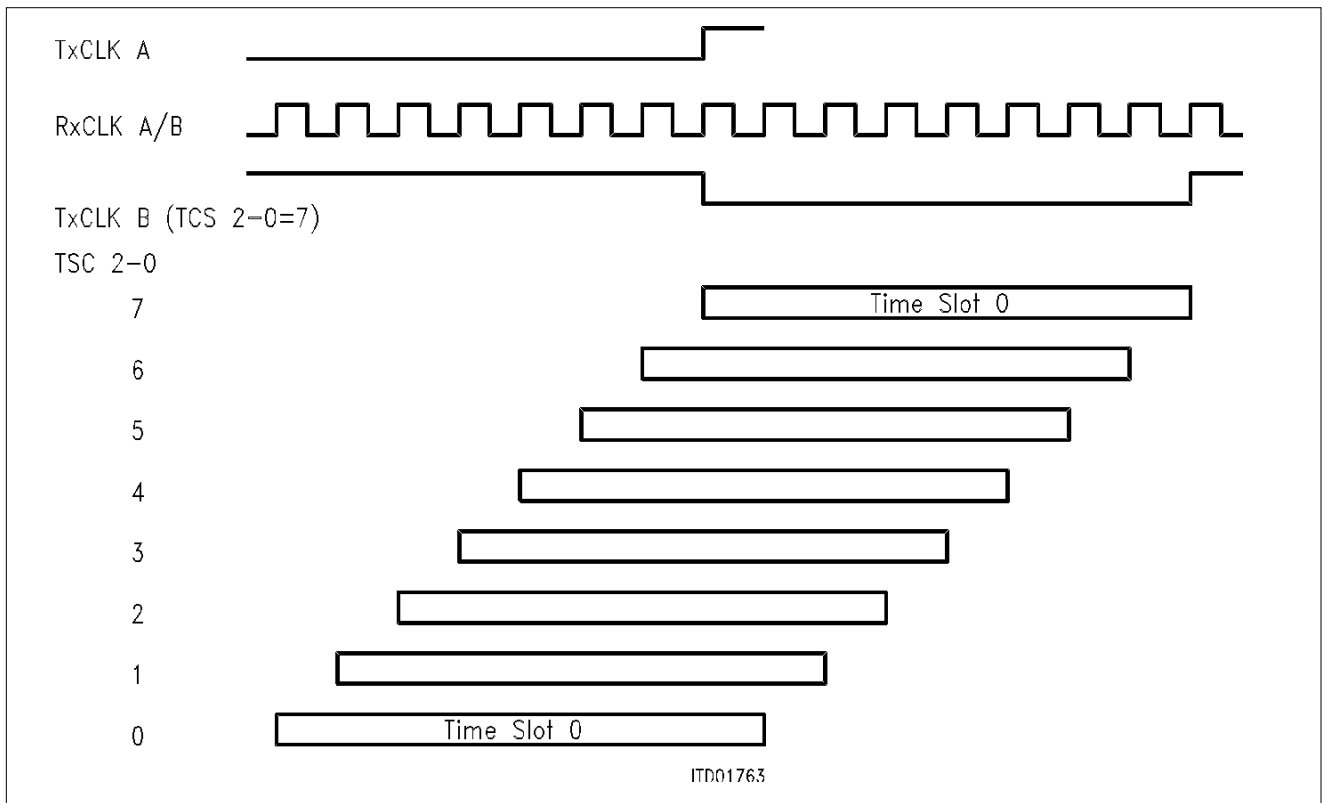 TxCLK A
RxCLK A/B
TxCLK B (TCS 2-0=7)
TSC 2-0
7 Time Slot 0
6
5
4
3
2
1
0 Time Slot 0
ITD01763